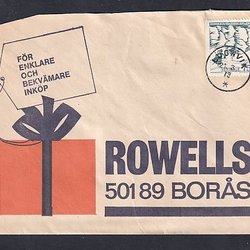 FÖR
ENKLARE
OCH
BEKVÄMARE
INKÖP
ROWELLS
501 89 BORÅS